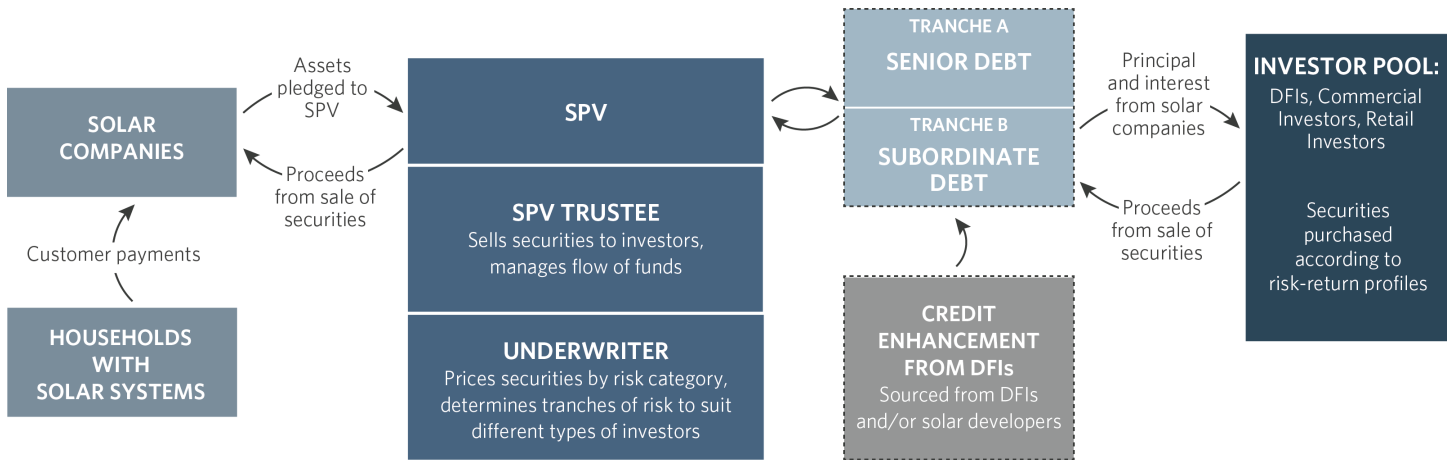 SOLAR
COMPANIES
Customer payments
HOUSEHOLDS
WITH
SOLAR SYSTEMS
Assets
pledged to
SPV
Proceeds
from sale of
securities
SPV
SPV TRUSTEE
Sells securities to investors,
manages flow of funds
UNDERWRITER
Prices securities by risk category,
determines tranches of risk to suit
different types of investors
TRANCHE A
SENIOR DEBT
TRANCHE B
SUBORDINATE
DEBT
CREDIT
ENHANCEMENT
FROM DFIs
Sourced from DFIs
and/or solar developers
Principal
and interest
from solar
companies
Proceeds
from sale of
securities
INVESTOR POOL:
DFIs, Commercial
Investors, Retail
Investors
Securities
purchased
according to
risk-return profiles